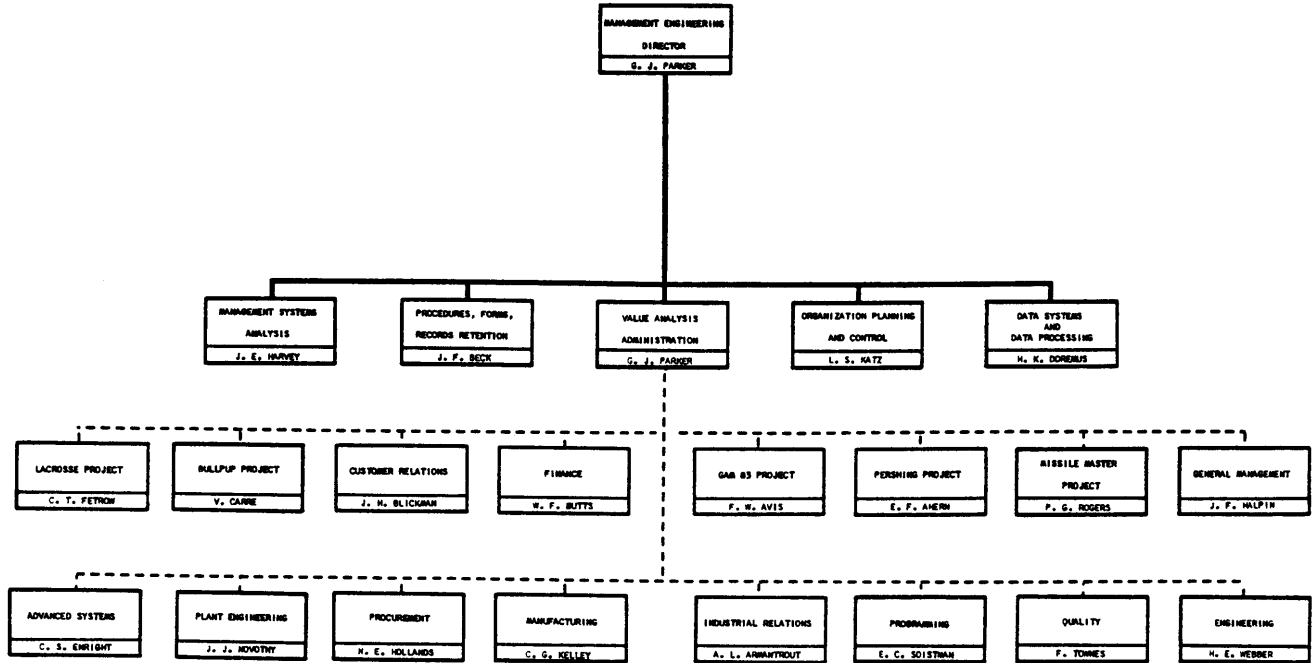 MANAGEMENT ENGINEERING
DIRECTOR
G. J. PARKER
MANAGEMENT SYSTEMS
ANALYSIS
J. E. HARVEY
PROCEDURES, FORMS,
RECORDS RETENTION
J. F. BECK
VALUE ANALYSIS
ADMINISTRATION
G. J. PARKER
ORGANIZATION PLANNING
AND CONTROL
L. S. KATZ
DATA SYSTEMS
AND
DATA PROCESSING
H. K. DOREMUS
LACROSSE PROJECT
C. T. FETROW
BULLPUP PROJECT
V. CARRE
CUSTOMER RELATIONS
J. H. BLICKMAN
FINANCE
W. F. BUTTS
GAM 83 PROJECT
F. W. AVIS
PERSHING PROJECT
E. F. AHERN
MISSILE MASTER
PROJECT
P. G. ROGERS
GENERAL MANAGEMENT
J. F. HALPIN
ADVANCED SYSTEMS
C. S. ENRIGHT
PLANT ENGINEERING
J. J. NOVOTNY
PROCUREMENT
H. E. HOLLANDS
MANUFACTURING
C. G. KELLEY
INDUSTRIAL RELATIONS
A. L. ARMANTROUT
PROGRAMMING
E. C. SOISTMAN
QUALITY
F. TOWNES
ENGINEERING
H. E. WEBBER